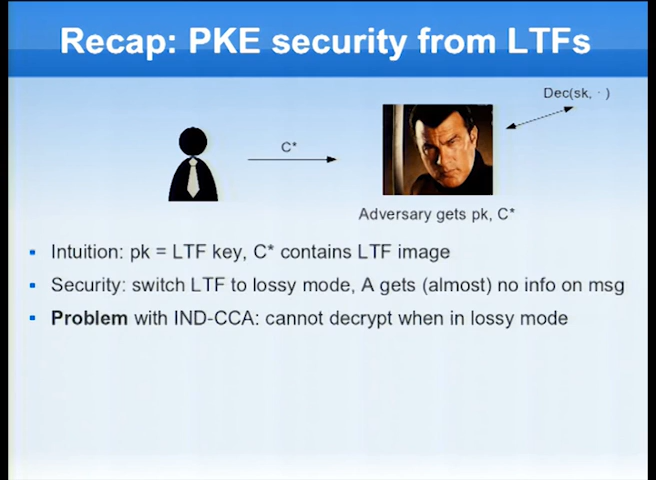 Recap: PKE security from LTFs
Dec(sk, · )
C*
Adversary gets pk, C*
Intuition: pk = LTF key, C* contains LTF image
Security: switch LTF to lossy mode, A gets (almost) no info on msg
Problem with IND-CCA: cannot decrypt when in lossy mode